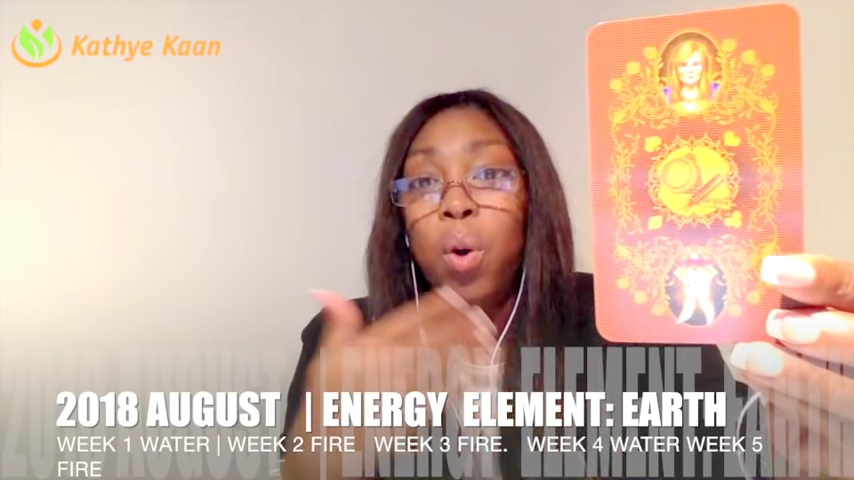 Kathye Kaan
2018 AUGUST | ENERGY ELEMENT: EARTH
WEEK 1 WATER | WEEK 2 FIRE WEEK 3 FIRE. WEEK 4 WATER WEEK 5
FIRE